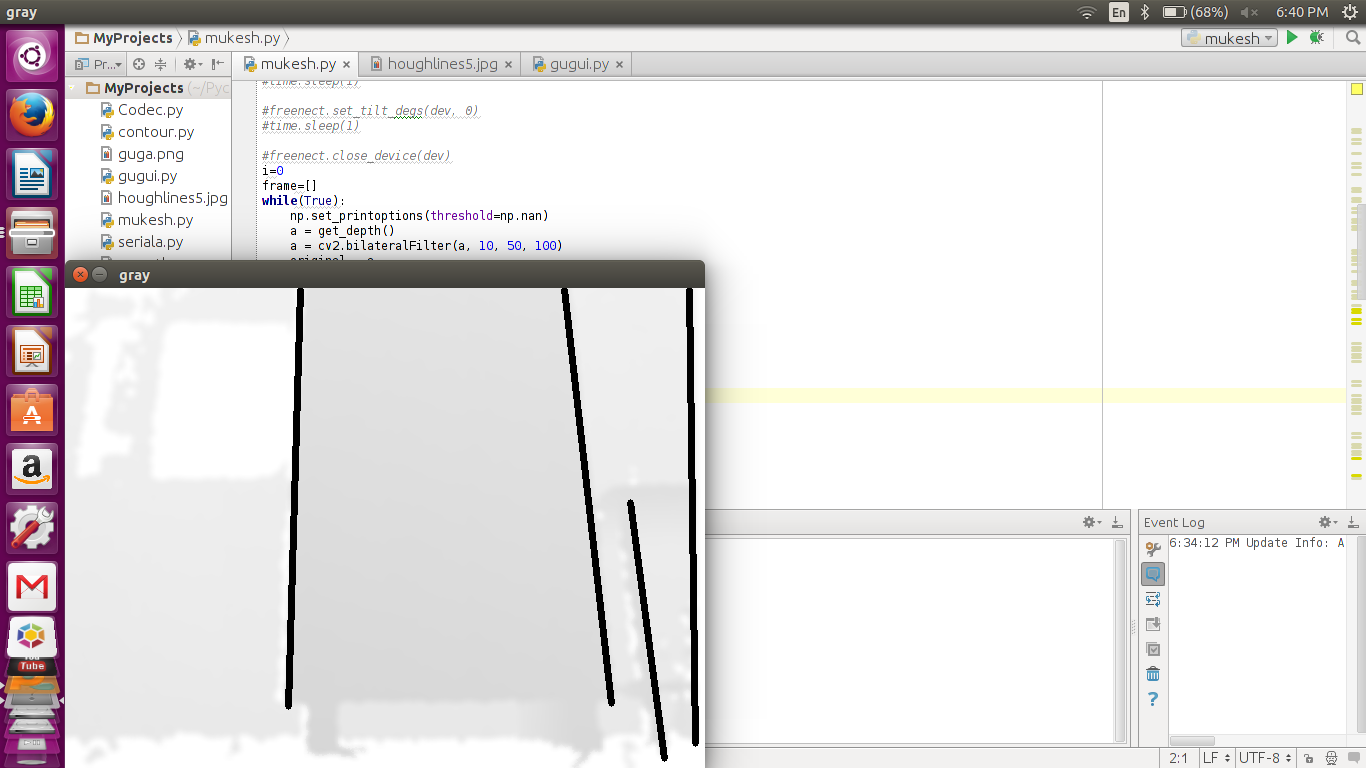 gray
En
(68%)
6:40 PM
MyProjects
mukesh.py
mukesh
Pr...
mukesh.py
houghlines5.jpg
gugui.py
MyProjects (~/Pyc
Codec.py
contour.py
guga.png
gugui.py
houghlines5.jpg
mukesh.py
seriala.py
#time.sleep(1)
#freenect.set_tilt_degs(dev, 0)
#time.sleep(1)
#freenect.close_device(dev)
i=0
frame=[]
while(True):
np.set_printoptions(threshold=np.nan)
a = get_depth()
a = cv2.bilateralFilter(a, 10, 50, 100)
gray
Event Log
6:34:12 PM Update Info: A
You
Tube
2:1
LF
UTF-8